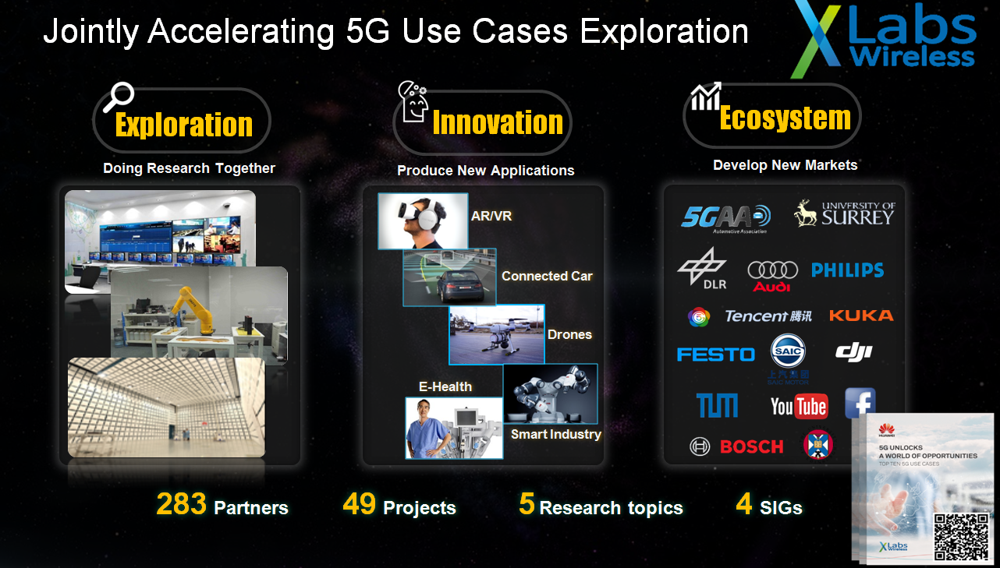 Jointly Accelerating 5G Use Cases Exploration
X Labs
Wireless
Exploration
Doing Research Together
Innovation
Produce New Applications
AR/VR
Connected Car
Drones
E-Health
Smart Industry
Ecosystem
Develop New Markets
5GAA
Automotive Association
UNIVERSITY OF
SURREY
DLR
Audi
PHILIPS
Tencent 腾讯
KUKA
FESTO
SAIC
上汽集团
SAIC MOTOR
dji
TUM
YouTube
f
BOSCH
283 Partners
49 Projects
5 Research topics
4 SIGs
HUAWEI
5G UNLOCKS
A WORLD OF OPPORTUNITIES
TOP TEN 5G USE CASES
X Labs
Wireless